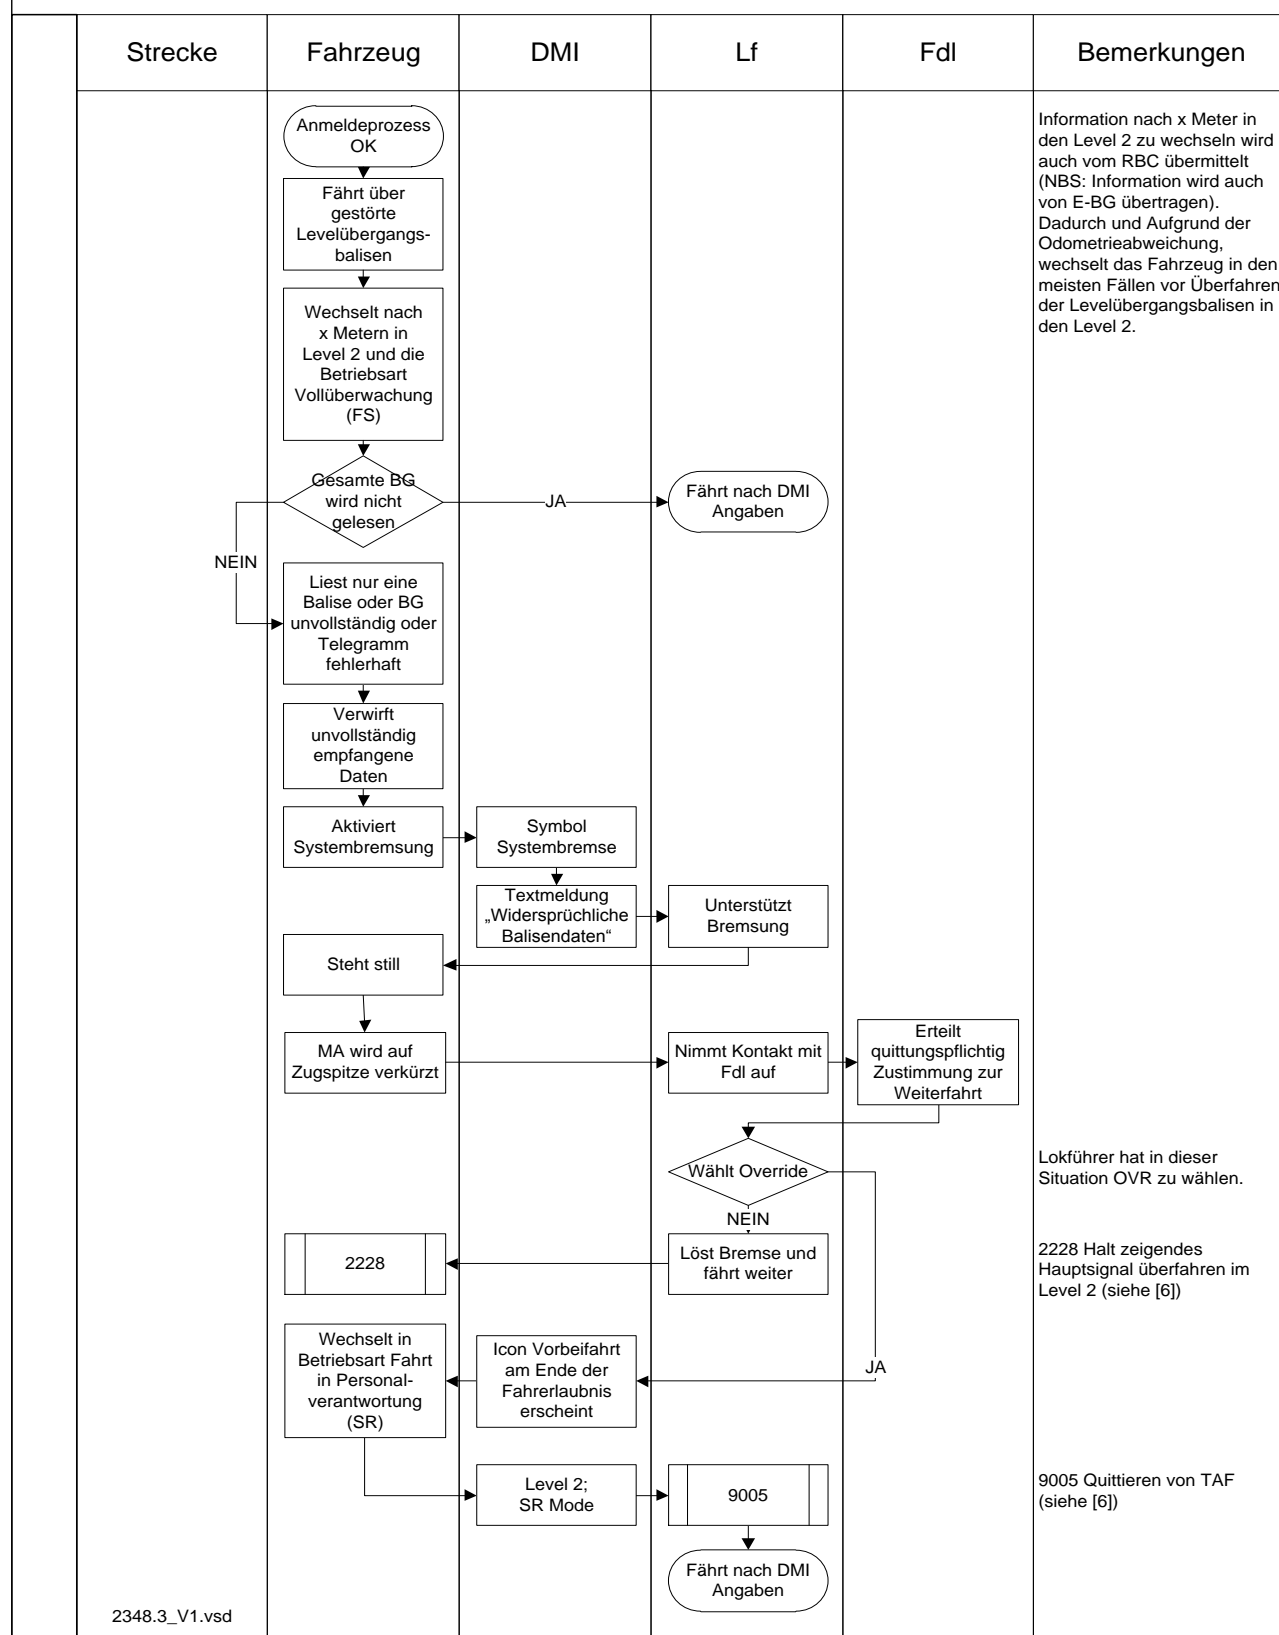 Strecke
Fahrzeug
DMI
Lf
Fdl
Bemerkungen
Anmeldeprozess
OK
Information nach x Meter in
den Level 2 zu wechseln wird
auch vom RBC übermittelt
(NBS: Information wird auch
von E-BG übertragen).
Dadurch und Aufgrund der
Odometrieabweichung,
wechselt das Fahrzeug in den
meisten Fällen vor Überfahren
der Levelübergangsbalisen in
den Level 2.
Fährt über
gestörte
Levelübergangs-
balisen
Wechselt nach
x Metern in
Level 2 und die
Betriebsart
Vollüberwachung
(FS)
Gesamte BG
wird nicht
gelesen
JA
Fährt nach DMI
Angaben
NEIN
Liest nur eine
Balise oder BG
unvollständig oder
Telegramm
fehlerhaft
Verwirft
unvollständig
empfangene
Daten
Aktiviert
Systembremsung
Symbol
Systembremse
Textmeldung
„Widersprüchliche
Balisendaten“
Unterstützt
Bremsung
Steht still
MA wird auf
Zugspitze verkürzt
Nimmt Kontakt mit
Fdl auf
Erteilt
quittungspflichtig
Zustimmung zur
Weiterfahrt
Wählt Override
Lokführer hat in dieser
Situation OVR zu wählen.
NEIN
Löst Bremse und
fährt weiter
2228
2228 Halt zeigendes
Hauptsignal überfahren im
Level 2 (siehe [6])
JA
Icon Vorbeifahrt
am Ende der
Fahrerlaubnis
erscheint
Wechselt in
Betriebsart Fahrt
in Personal-
verantwortung
(SR)
Level 2;
SR Mode
9005
9005 Quittieren von TAF
(siehe [6])
Fährt nach DMI
Angaben
2348.3_V1.vsd